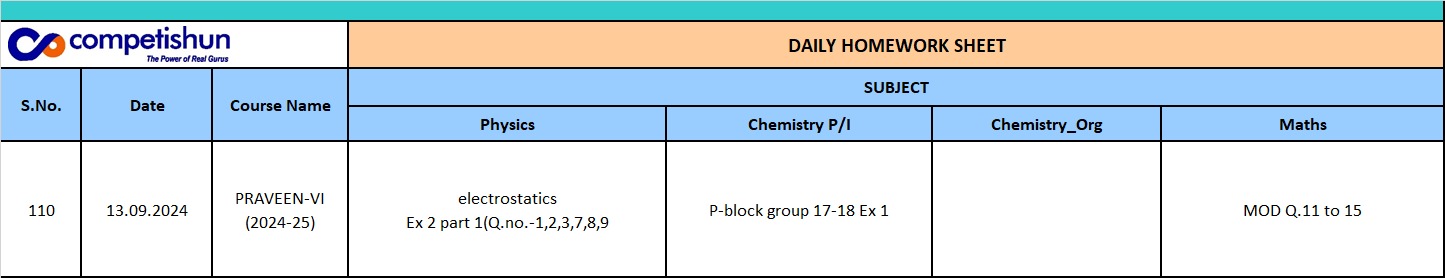 competishun
The Power of Real Gurus
DAILY HOMEWORK SHEET
S.No.
Date
Course Name
SUBJECT
Physics
Chemistry P/I
Chemistry_Org
Maths
110
13.09.2024
PRAVEEN-VI
(2024-25)
electrostatics
Ex 2 part 1(Q.no.-1,2,3,7,8,9
P-block group 17-18 Ex 1
MOD Q.11 to 15